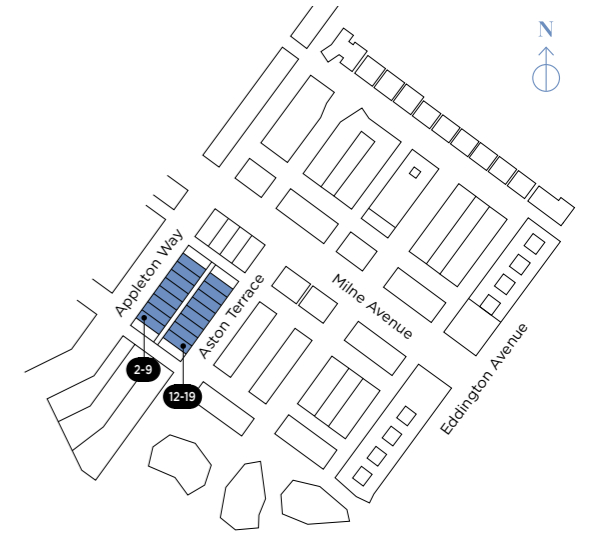 N
Appleton Way
Aston Terrace
Milne Avenue
Eddington Avenue
2-9
12-19